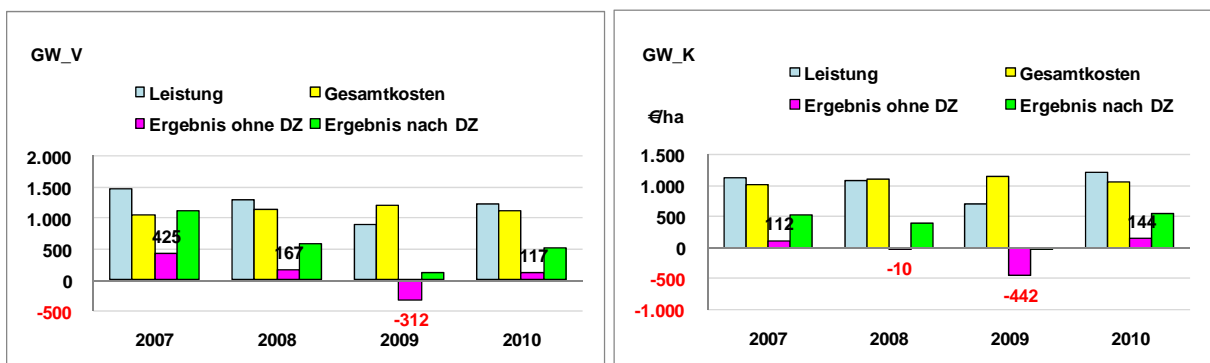 GW_V
Leistung Gesamtkosten
Ergebnis ohne DZ Ergebnis nach DZ
2.000
1.500
1.000
500
0
-500
425
167
-312
117
2007 2008 2009 2010
GW_K
Leistung Gesamtkosten
€/ha
Ergebnis ohne DZ Ergebnis nach DZ
1.500
1.000
500
0
-500
-1.000
112
-10
-442
144
2007 2008 2009 2010